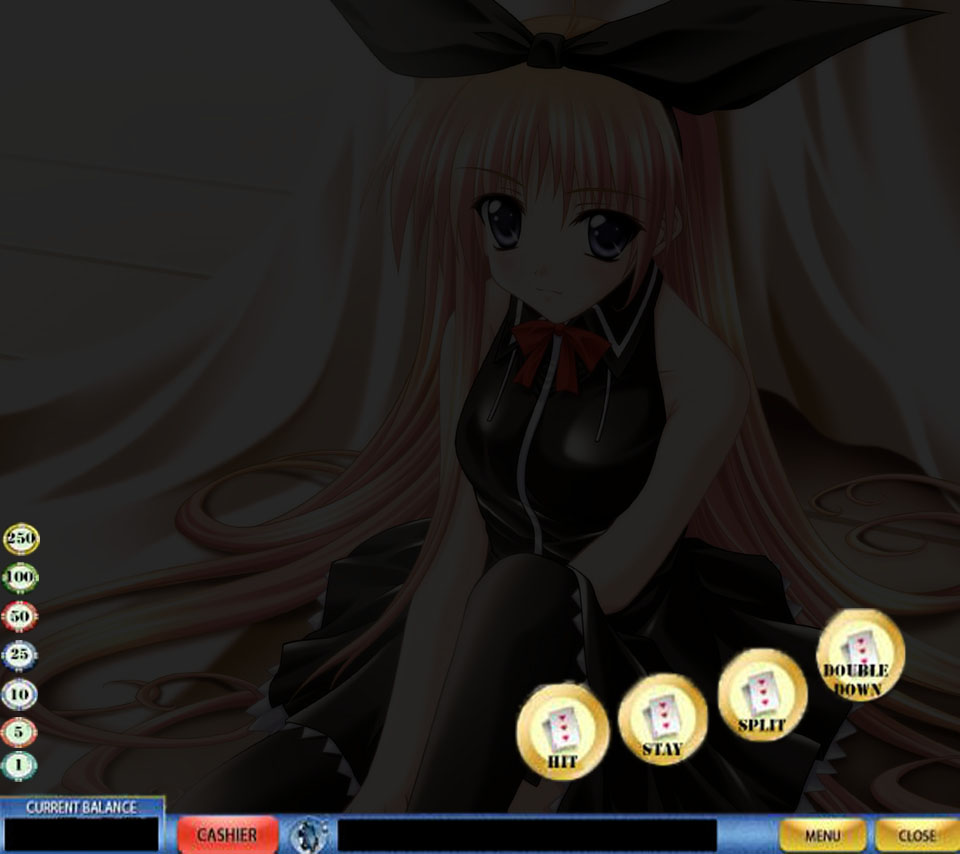 250
100
50
25
10
5
1
HIT
STAY
SPLIT
DOUBLE
DOWN
CURRENT BALANCE
CASHIER
MENU
CLOSE